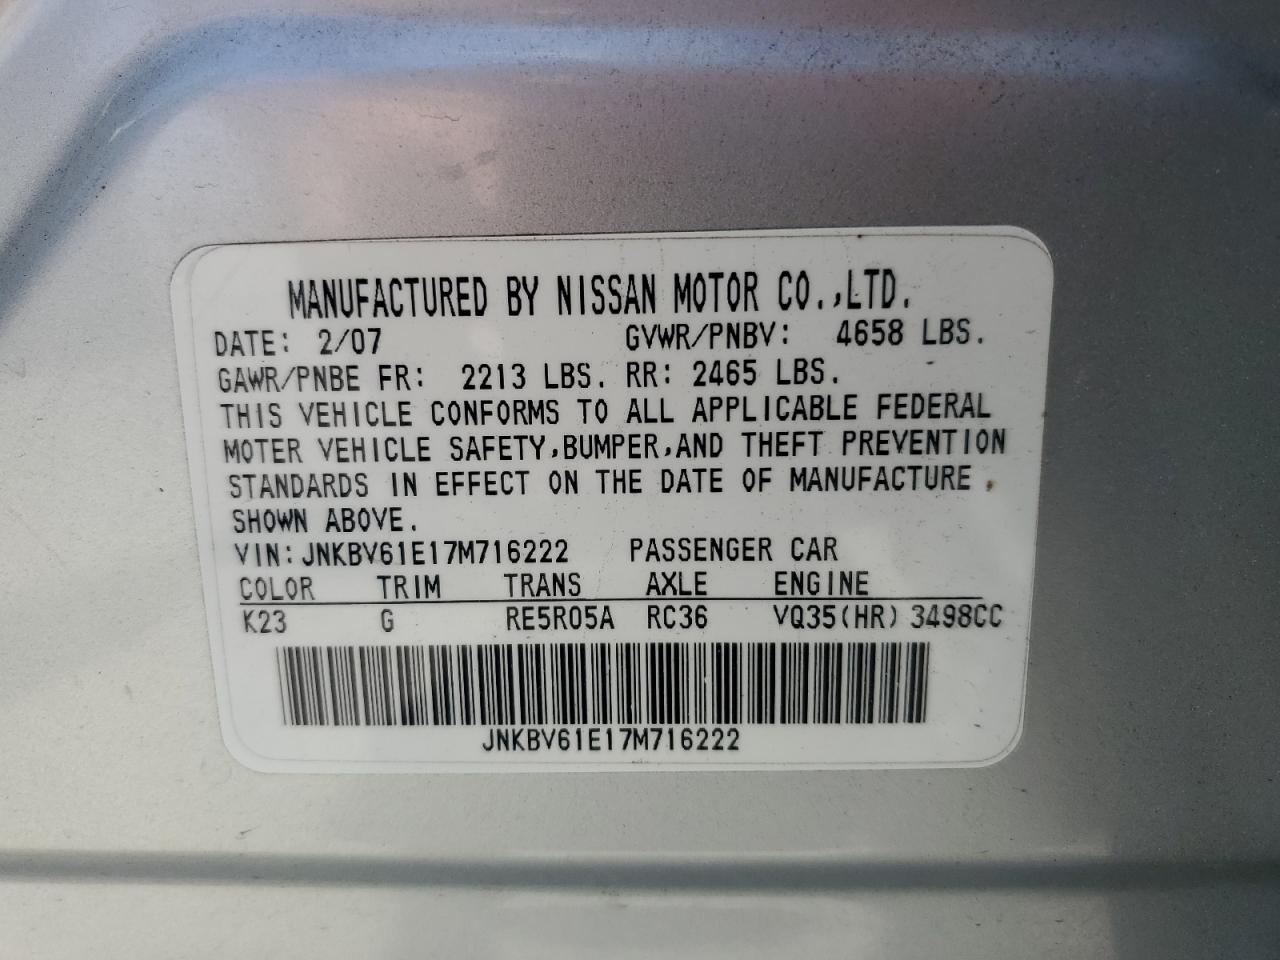 MANUFACTURED BY NISSAN MOTOR CO.,LTD.
DATE: 2/07 GVWR/PNBV: 4658 LBS.
GAWR/PNBE FR: 2213 LBS. RR: 2465 LBS.
THIS VEHICLE CONFORMS TO ALL APPLICABLE FEDERAL
MOTER VEHICLE SAFETY,BUMPER,AND THEFT PREVENTION
STANDARDS IN EFFECT ON THE DATE OF MANUFACTURE
SHOWN ABOVE.
VIN:JNKBV61E17M716222 PASSENGER CAR
COLOR TRIM TRANS AXLE ENGINE
K23 G RE5R05A RC36 VQ35(HR) 3498CC
JNKBV61E17M716222